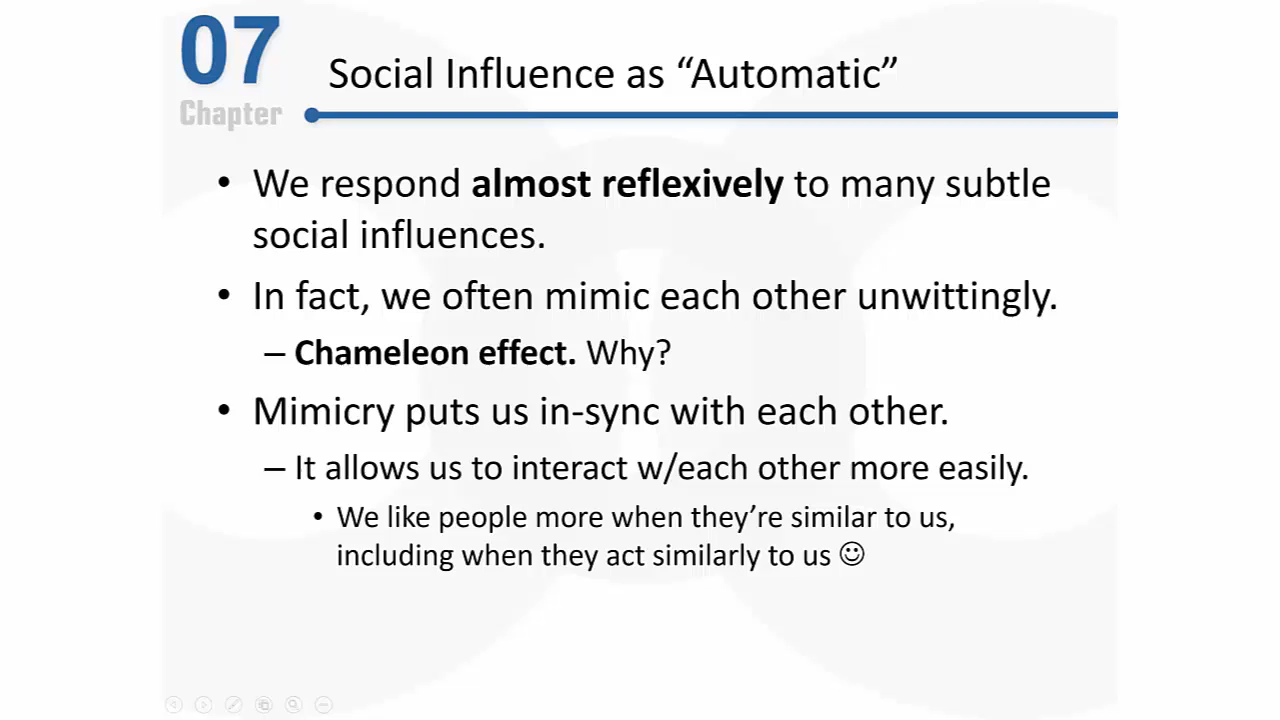 07
Chapter
Social Influence as “Automatic”
• We respond almost reflexively to many subtle
social influences.
• In fact, we often mimic each other unwittingly.
– Chameleon effect. Why?
• Mimicry puts us in-sync with each other.
– It allows us to interact w/each other more easily.
• We like people more when they’re similar to us,
including when they act similarly to us ☺